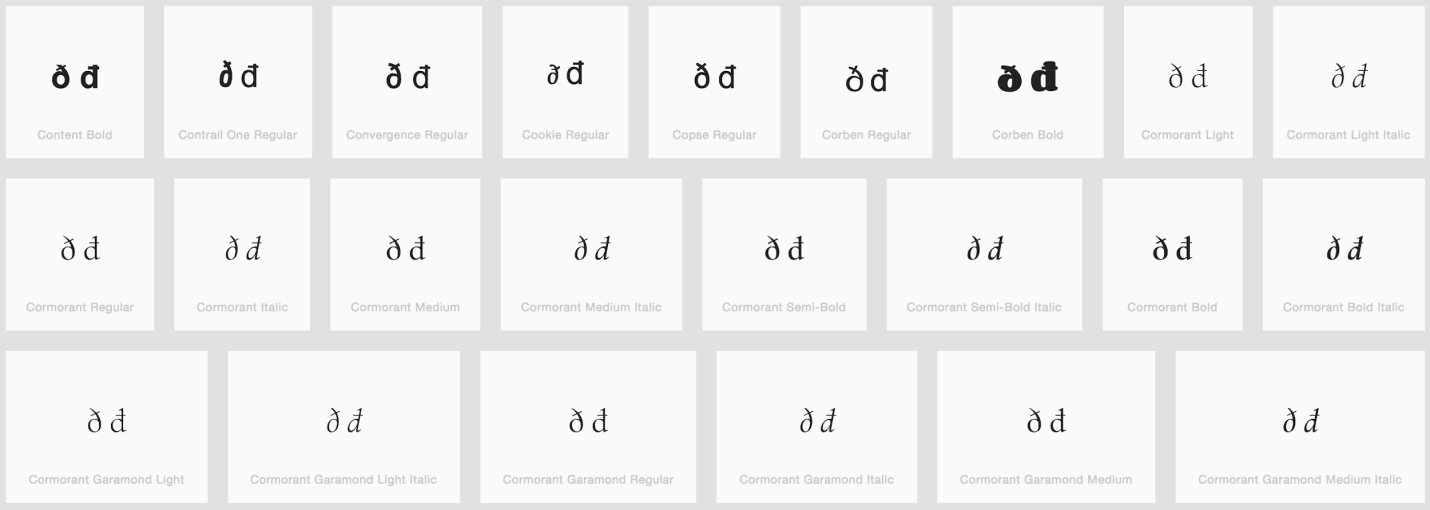 ð đ ð đ ð đ ð đ ð đ ð đ ð đ ð đ ð đ
Content Bold Contrail One Regular Convergence Regular Cookie Regular Copse Regular Corben Regular Corben Bold Cormorant Light Cormorant Light Italic
ð đ ð đ ð đ ð đ ð đ ð đ ð đ ð đ
Cormorant Regular Cormorant Italic Cormorant Medium Cormorant Medium Italic Cormorant Semi-Bold Cormorant Semi-Bold Italic Cormorant Bold Cormorant Bold Italic
ð đ ð đ ð đ ð đ ð đ ð đ
Cormorant Garamond Light Cormorant Garamond Light Italic Cormorant Garamond Regular Cormorant Garamond Italic Cormorant Garamond Medium Cormorant Garamond Medium Italic